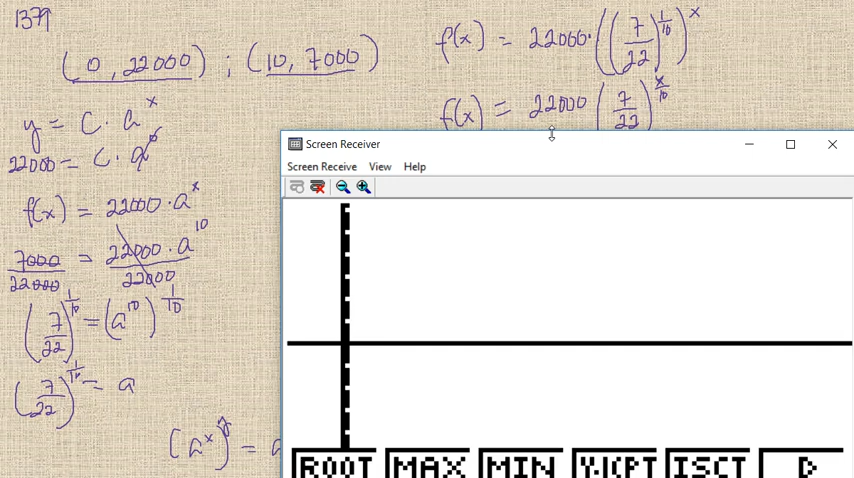 1379
(0, 22000) ; (10, 7000)
y = C · a^x
22000 = C · a^0
f(x) = 22000 · a^x
7000/22000 = 22000 · a^10/22000
(7/22)^1/10 = (a^10)^1/10
(7/22)^1/10 = a
f(x) = 22000 · ((7/22)^1/10)^x
f(x) = 22000 (7/22)^x/10
Screen Receiver
Screen Receive View Help
ROOT MAX MIN Y-ICPT ISCT